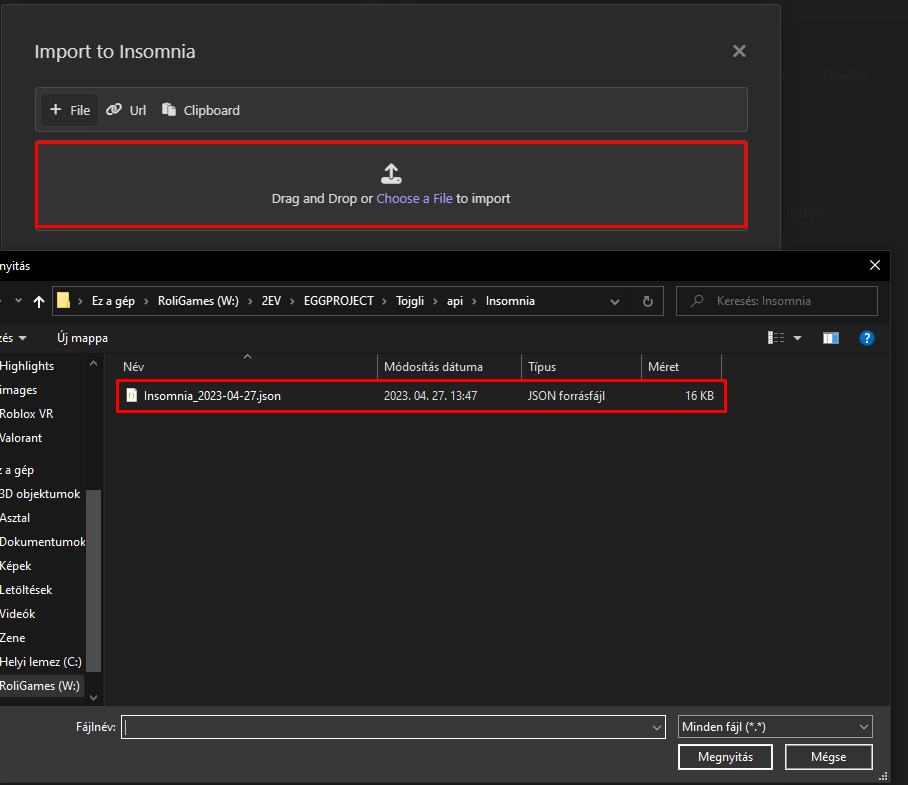 Import to Insomnia
File Url Clipboard
Drag and Drop or Choose a File to import
nyitás
Ez a gép RoliGames (W:) 2EV EGGPROJECT Tojgli api Insomnia Keresés: Insomnia
zés Új mappa
Highlights
images
Roblox VR
Valorant
z a gép
3D objektumok
Asztal
Dokumentumok
Képek
Letöltések
Videók
Zene
Helyi lemez (C:)
RoliGames (W:)
Név Módosítás dátuma Típus Méret
Insomnia_2023-04-27.json 2023. 04. 27. 13:47 JSON forrásfájl 16 KB
Fájlnév: Minden fájl (*.*)
Megnyitás Mégse